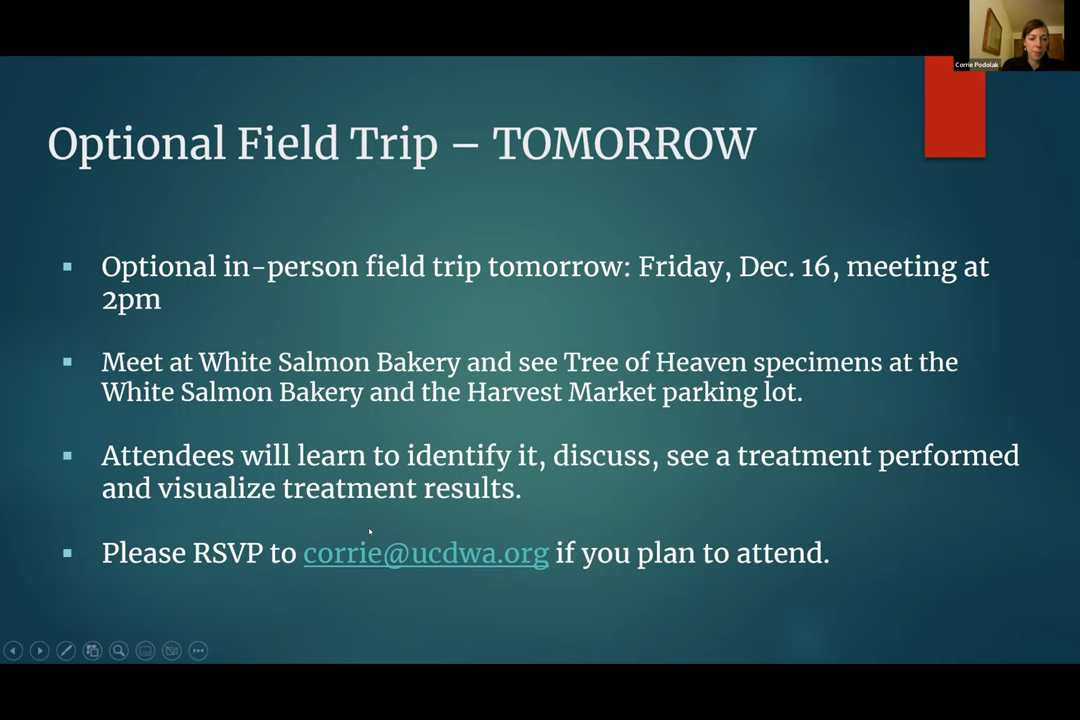 Corrie Podolak
Optional Field Trip – TOMORROW
▪ Optional in-person field trip tomorrow: Friday, Dec. 16, meeting at
2pm
▪ Meet at White Salmon Bakery and see Tree of Heaven specimens at the
White Salmon Bakery and the Harvest Market parking lot.
▪ Attendees will learn to identify it, discuss, see a treatment performed
and visualize treatment results.
▪ Please RSVP to corrie@ucdwa.org if you plan to attend.